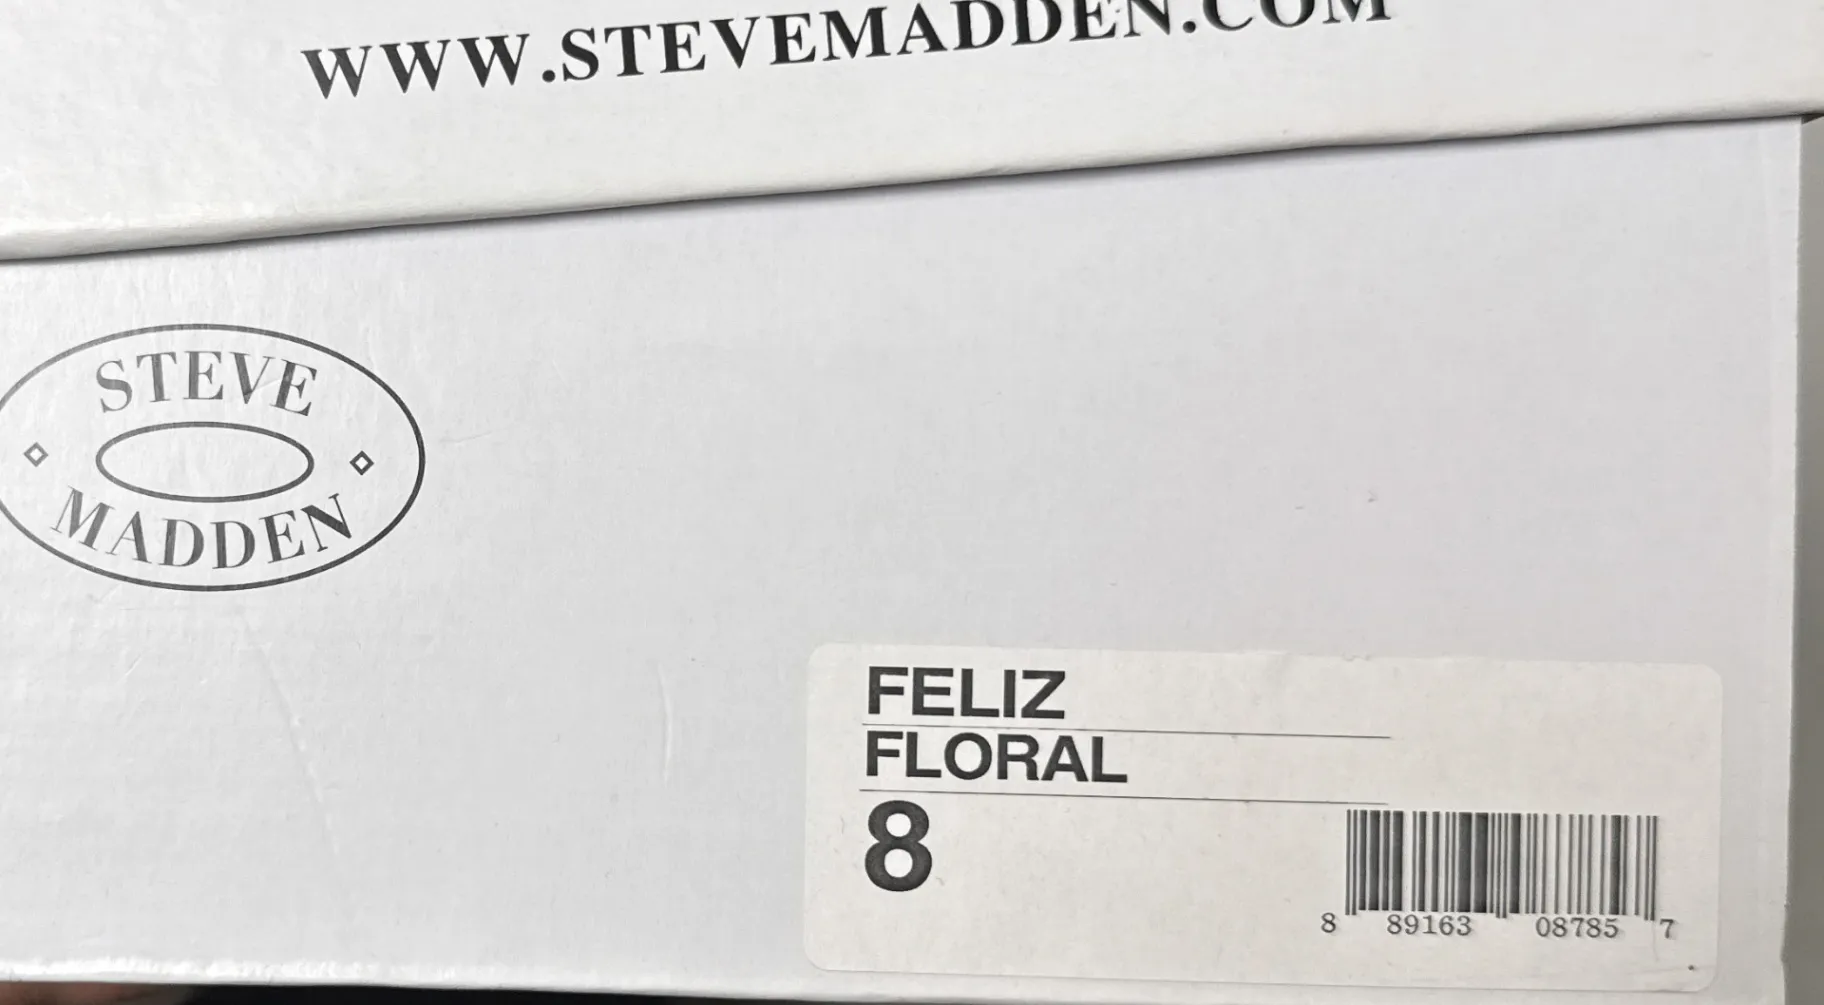 WWW.STEVEMADDEN.COM
STEVE
MADDEN
FELIZ
FLORAL
8
8 89163 08785 7